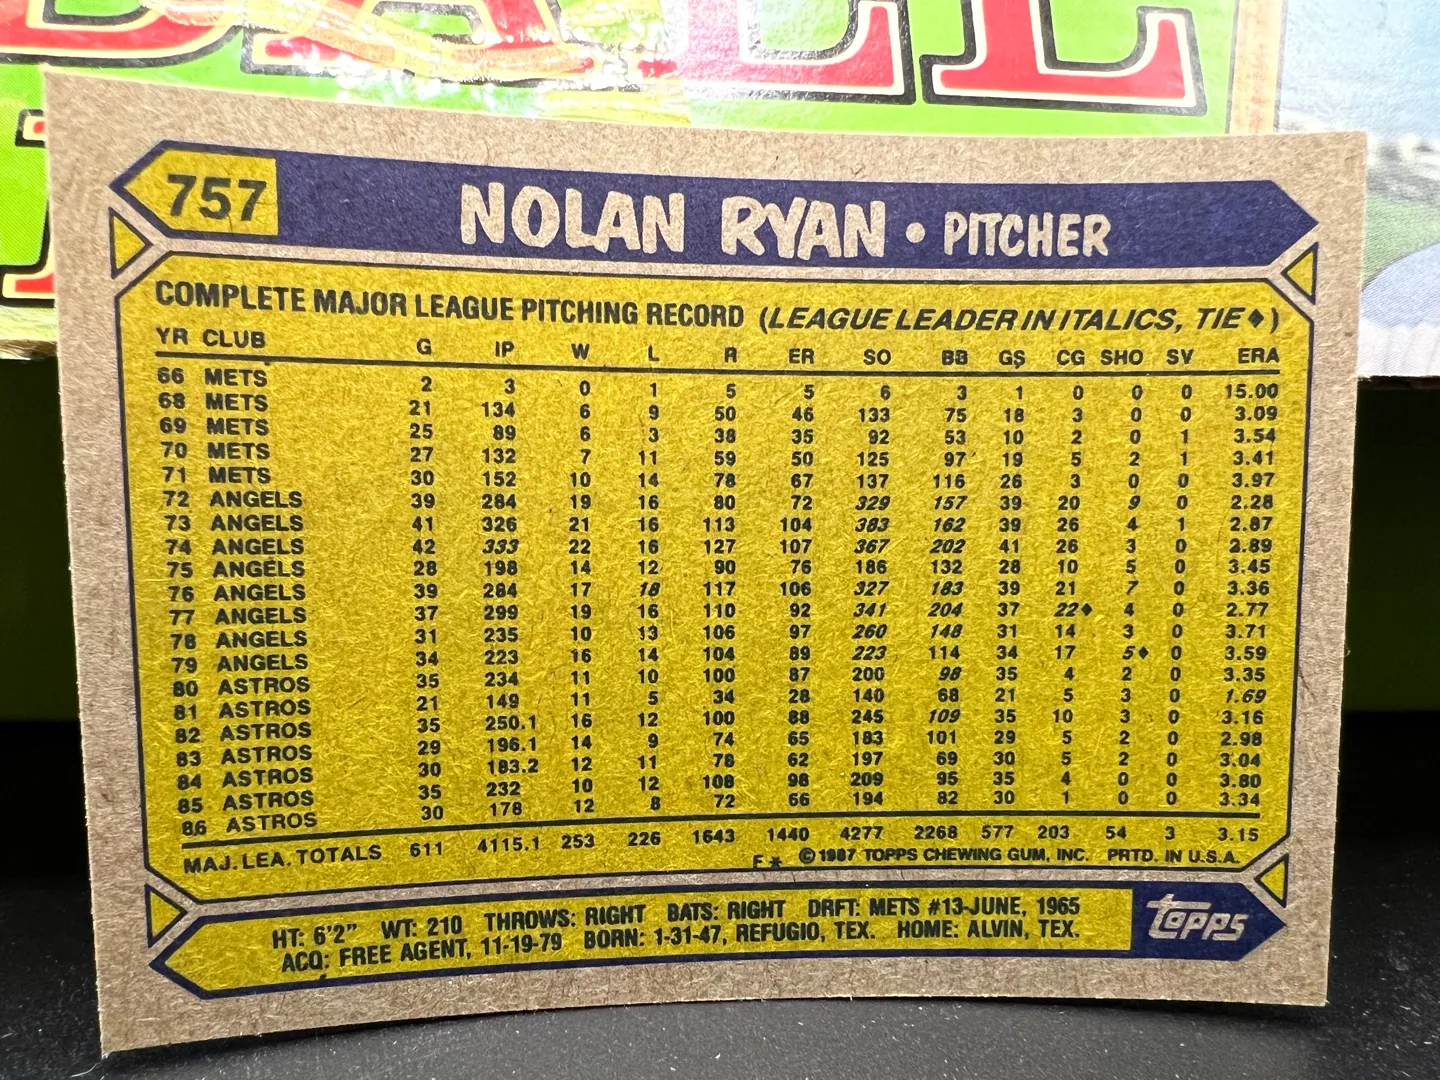 BALL
757 NOLAN RYAN • PITCHER
COMPLETE MAJOR LEAGUE PITCHING RECORD (LEAGUE LEADER IN ITALICS, TIE♦)
YR CLUB G IP W L R ER SO BB GS CG SHO SV ERA
66 METS 2 3 0 1 5 5 6 3 1 0 0 0 15.00
68 METS 21 134 6 9 50 46 133 75 18 3 0 0 3.09
69 METS 25 89 6 3 38 35 92 53 10 2 0 1 3.54
70 METS 27 132 7 11 59 50 125 97 19 5 2 1 3.41
71 METS 30 152 10 14 78 67 137 116 26 3 0 0 3.97
72 ANGELS 39 284 19 16 80 72 329 157 39 20 9 0 2.28
73 ANGELS 41 326 21 16 113 104 383 162 39 26 4 1 2.87
74 ANGELS 42 333 22 16 127 107 367 202 41 26 3 0 2.89
75 ANGELS 28 198 14 12 90 76 186 132 28 10 5 0 3.45
76 ANGELS 39 284 17 18 117 106 327 183 39 21 7 0 3.36
77 ANGELS 37 299 19 16 110 92 341 204 37 22♦ 4 0 2.77
78 ANGELS 31 235 10 13 106 97 260 148 31 14 3 0 3.71
79 ANGELS 34 223 16 14 104 89 223 114 34 17 5♦ 0 3.59
80 ASTROS 35 234 11 10 100 87 200 98 35 4 2 0 3.35
81 ASTROS 21 149 11 5 34 28 140 68 21 5 3 0 1.69
82 ASTROS 35 250.1 16 12 100 88 245 109 35 10 3 0 3.16
83 ASTROS 29 196.1 14 9 74 65 183 101 29 5 2 0 2.98
84 ASTROS 30 183.2 12 11 78 62 197 69 30 5 2 0 3.04
85 ASTROS 35 232 10 12 108 98 209 95 35 4 0 0 3.80
86 ASTROS 30 178 12 8 72 66 194 82 30 1 0 0 3.34
MAJ. LEA. TOTALS 611 4115.1 253 226 1643 1440 4277 2268 577 203 54 3 3.15
F* ©1987 TOPPS CHEWING GUM, INC. PRTD. IN U.S.A.
HT: 6'2" WT: 210 THROWS: RIGHT BATS: RIGHT DRFT: METS #13-JUNE, 1965
ACQ: FREE AGENT, 11-19-79 BORN: 1-31-47, REFUGIO, TEX. HOME: ALVIN, TEX.
topps